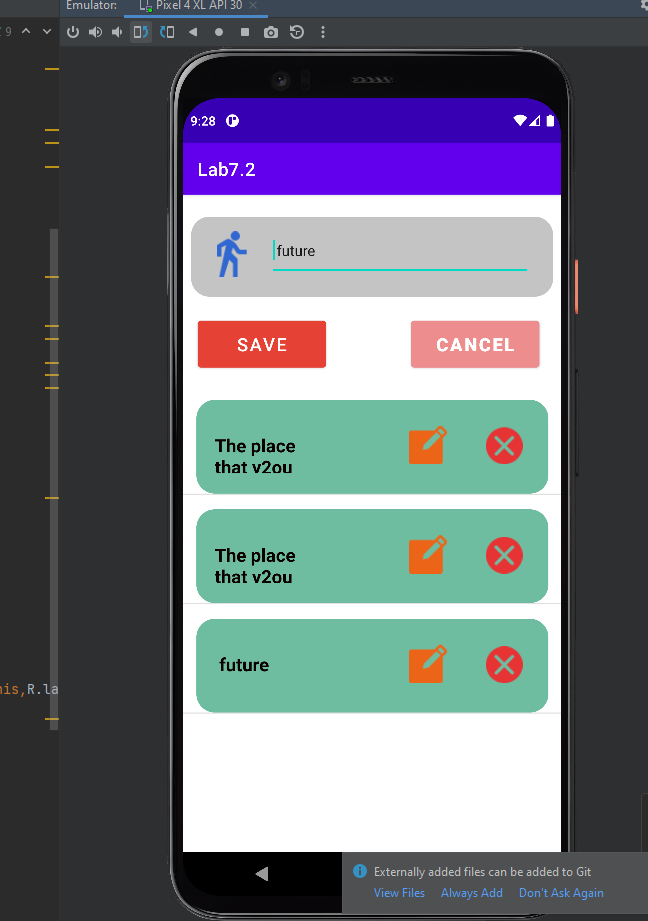 Emulator:
Pixel 4 XL API 30
9
9:28
Lab7.2
future
SAVE
CANCEL
The place
that v2ou
The place
that v2ou
future
is,R.la
Externally added files can be added to Git
View Files Always Add Don't Ask Again